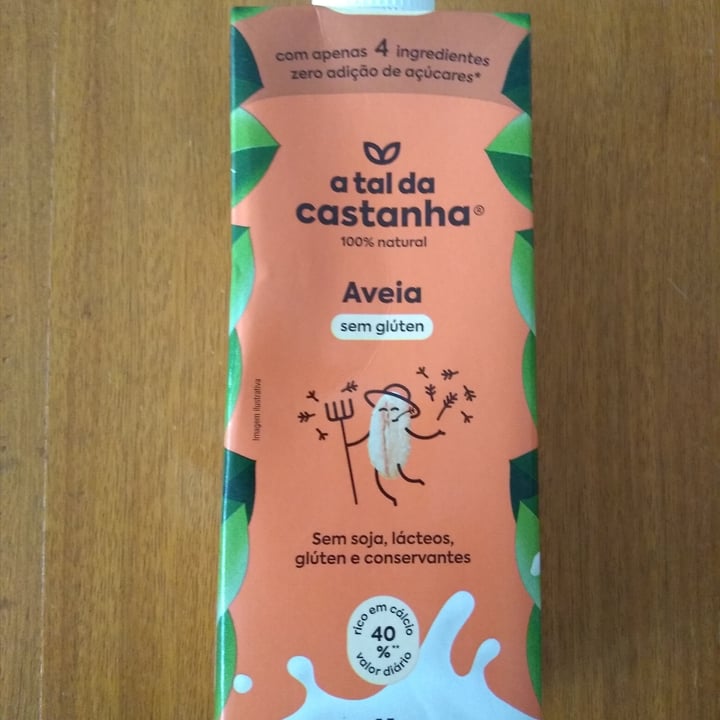 com apenas 4 ingredientes
zero adição de açúcares*
a tal da
castanha®
100% natural
Aveia
sem glúten
Imagem ilustrativa
Sem soja, lácteos,
glúten e conservantes
rico em cálcio
40
%**
valor diário